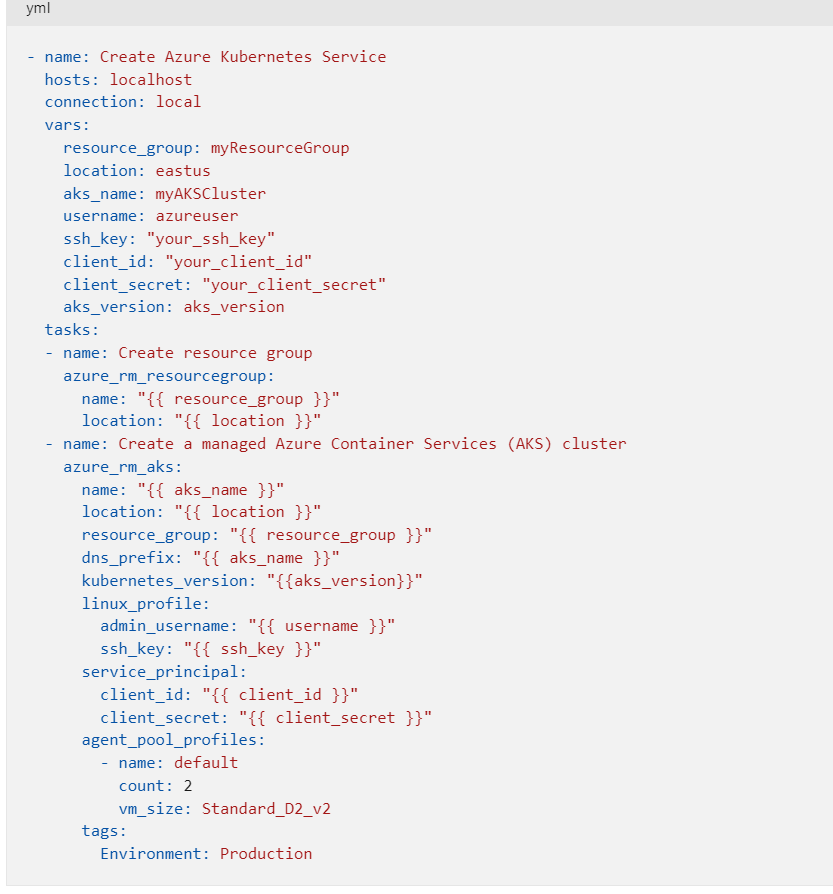 yml
- name: Create Azure Kubernetes Service
  hosts: localhost
  connection: local
  vars:
    resource_group: myResourceGroup
    location: eastus
    aks_name: myAKSCluster
    username: azureuser
    ssh_key: "your_ssh_key"
    client_id: "your_client_id"
    client_secret: "your_client_secret"
    aks_version: aks_version
  tasks:
  - name: Create resource group
    azure_rm_resourcegroup:
      name: "{{ resource_group }}"
      location: "{{ location }}"
  - name: Create a managed Azure Container Services (AKS) cluster
    azure_rm_aks:
      name: "{{ aks_name }}"
      location: "{{ location }}"
      resource_group: "{{ resource_group }}"
      dns_prefix: "{{ aks_name }}"
      kubernetes_version: "{{aks_version}}"
      linux_profile:
        admin_username: "{{ username }}"
        ssh_key: "{{ ssh_key }}"
      service_principal:
        client_id: "{{ client_id }}"
        client_secret: "{{ client_secret }}"
      agent_pool_profiles:
        - name: default
          count: 2
          vm_size: Standard_D2_v2
      tags:
        Environment: Production